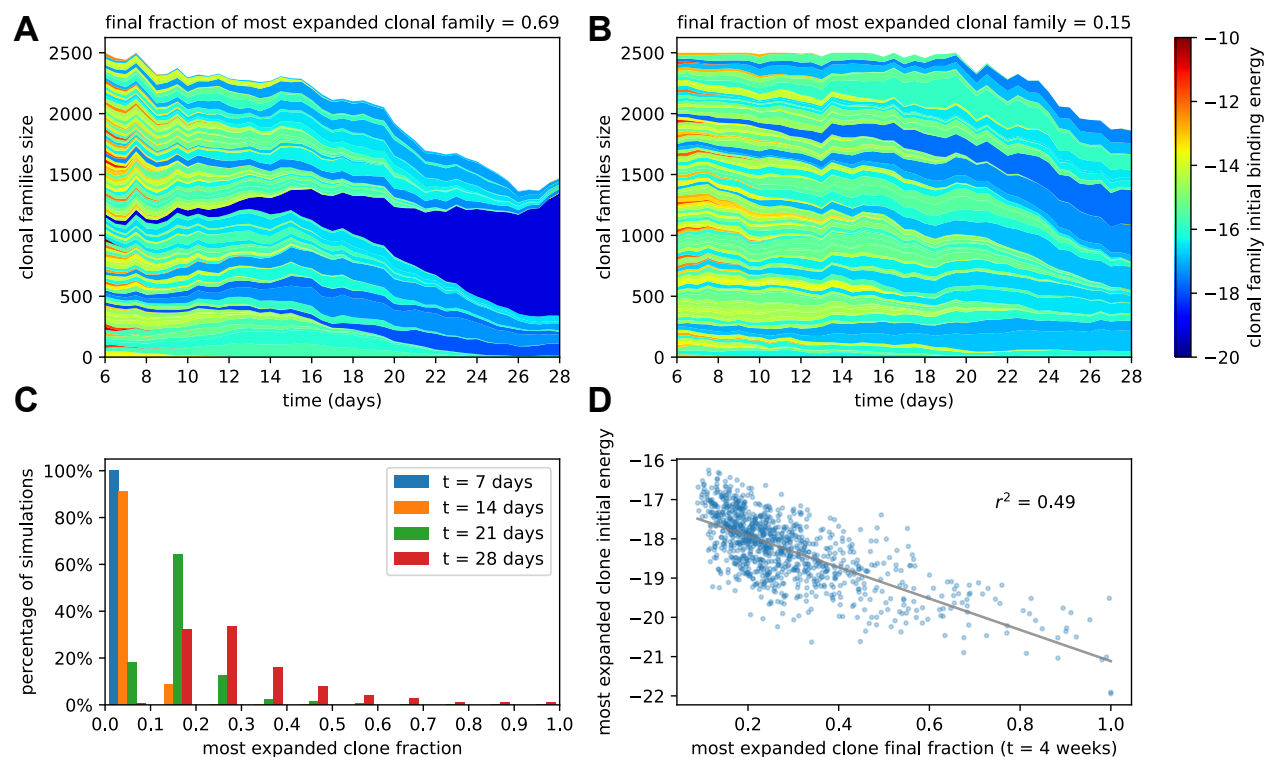 A
final fraction of most expanded clonal family = 0.69
clonal families size
2500
2000
1500
1000
500
0
6 8 10 12 14 16 18 20 22 24 26 28
time (days)
B
final fraction of most expanded clonal family = 0.15
clonal families size
2500
2000
1500
1000
500
0
6 8 10 12 14 16 18 20 22 24 26 28
time (days)
−10
−12
−14
−16
−18
−20
clonal family initial binding energy
C
percentage of simulations
100%
80%
60%
40%
20%
0%
t = 7 days
t = 14 days
t = 21 days
t = 28 days
0.0 0.1 0.2 0.3 0.4 0.5 0.6 0.7 0.8 0.9 1.0
most expanded clone fraction
D
most expanded clone initial energy
−16
−17
−18
−19
−20
−21
−22
r² = 0.49
0.2 0.4 0.6 0.8 1.0
most expanded clone final fraction (t = 4 weeks)